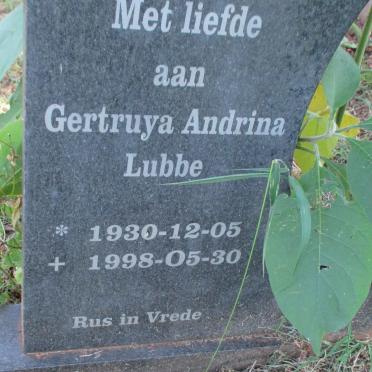 Met liefde
aan
Gertruya Andrina
Lubbe
* 1930-12-05
+ 1998-05-30
Rus in Vrede